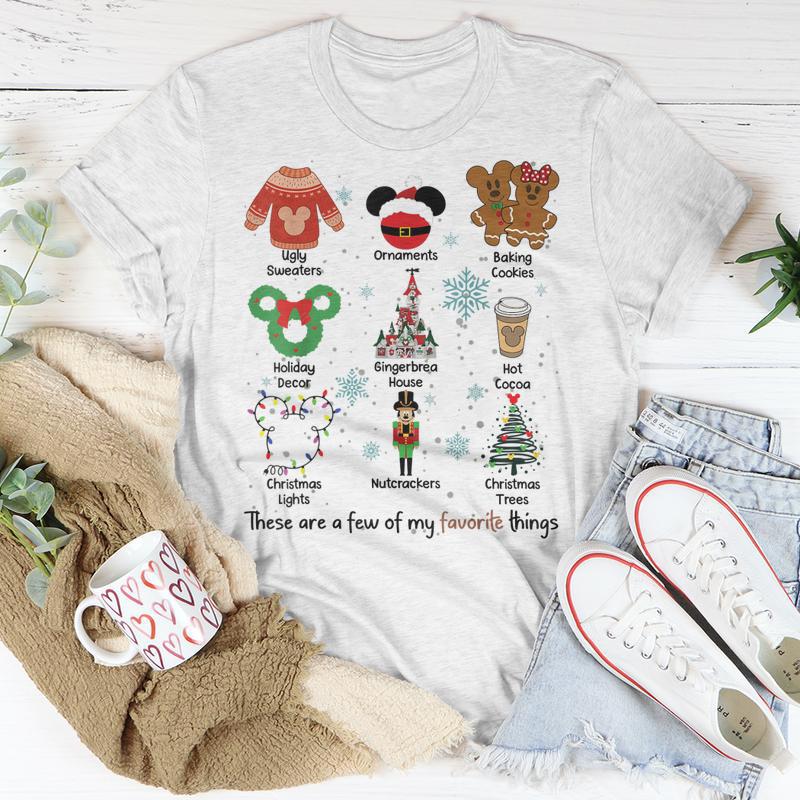 Ugly
Sweaters
Ornaments
Baking
Cookies
Holiday
Decor
Gingerbrea
House
Hot
Cocoa
Christmas
Lights
Nutcrackers
Christmas
Trees
These are a few of my favorite things